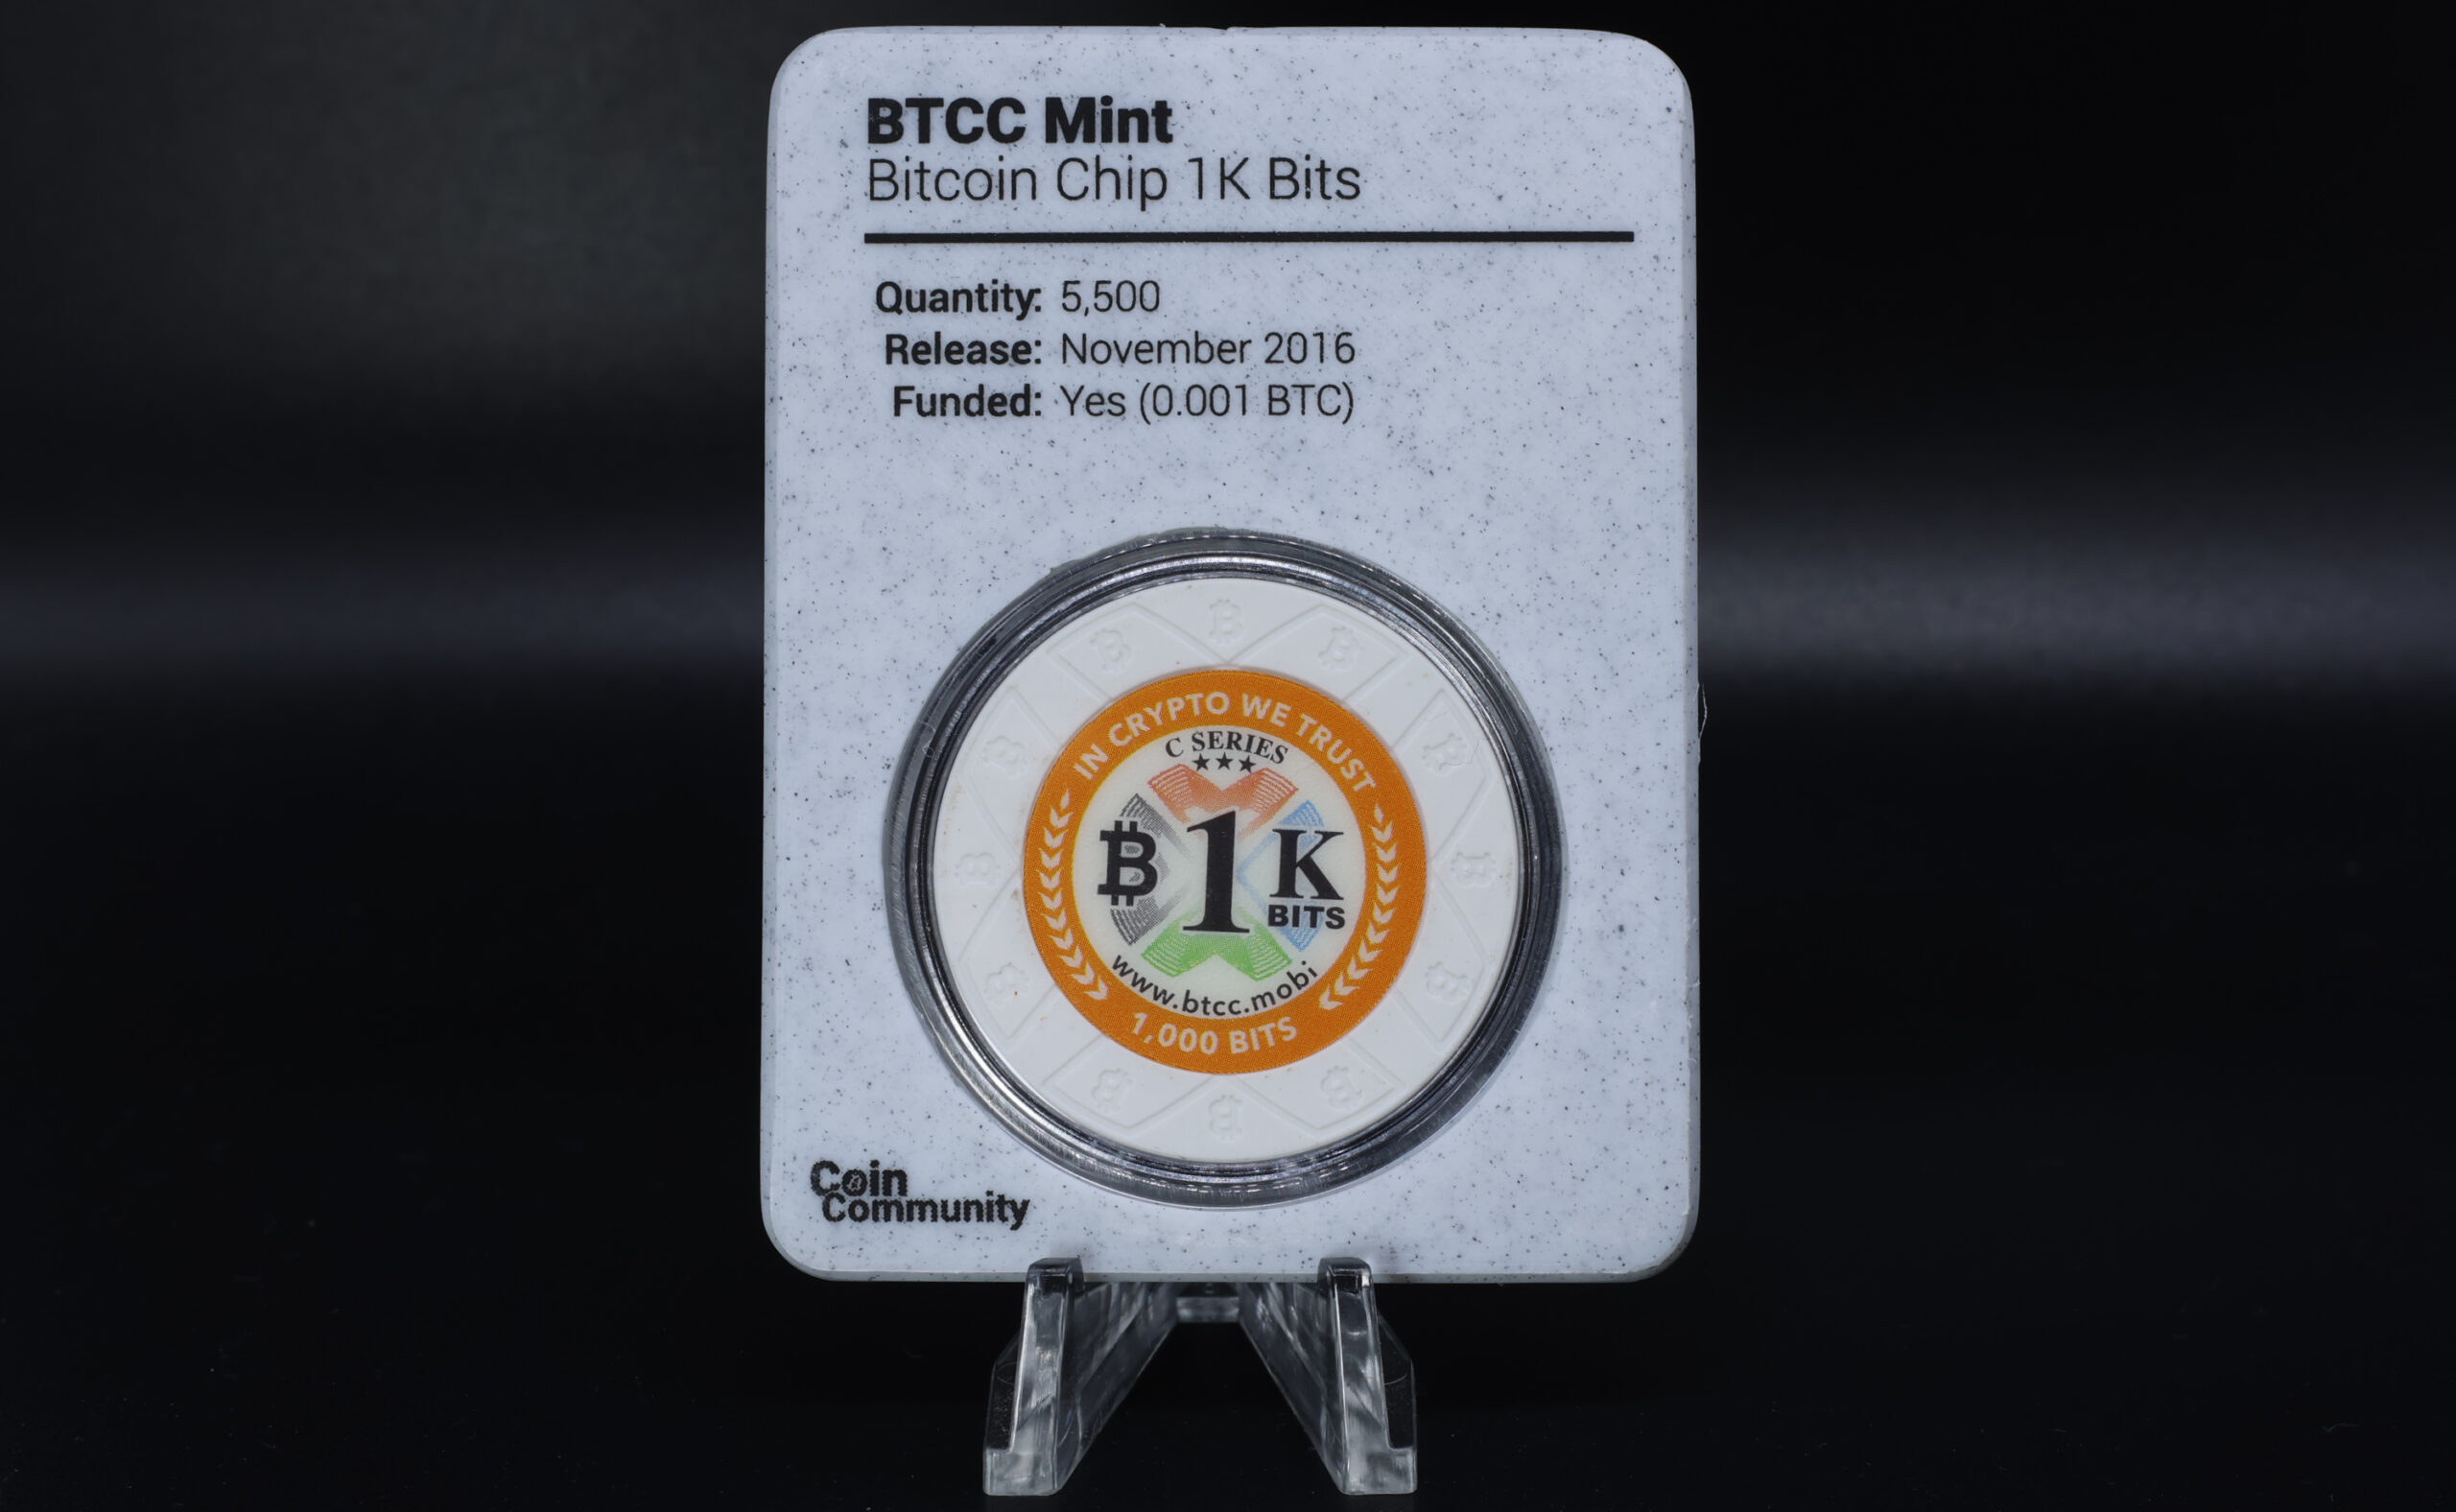 BTCC Mint
Bitcoin Chip 1K Bits
Quantity: 5,500
Release: November 2016
Funded: Yes (0.001 BTC)
IN CRYPTO WE TRUST
C SERIES
★★★
₿ 1 K
BITS
www.btcc.mobi
1,000 BITS
Coin
Community